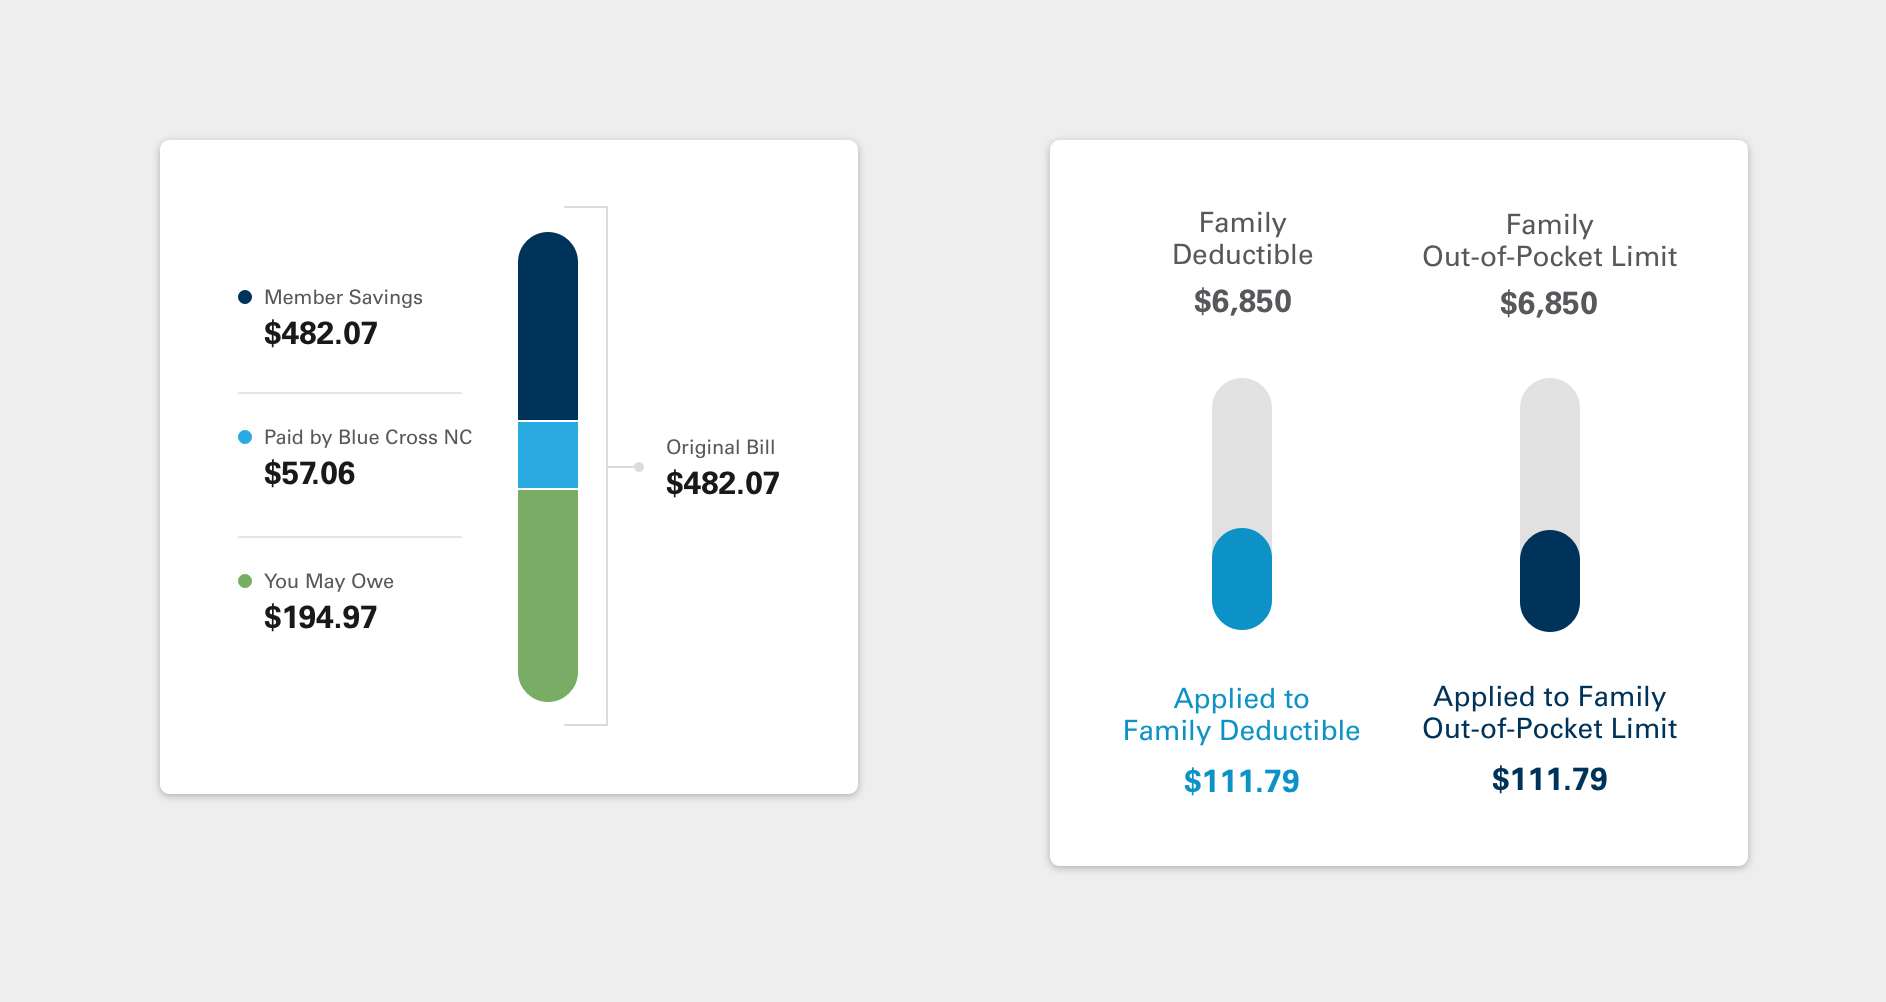 Member Savings
$482.07
Paid by Blue Cross NC
$57.06
You May Owe
$194.97
Original Bill
$482.07
Family
Deductible
$6,850
Applied to
Family Deductible
$111.79
Family
Out-of-Pocket Limit
$6,850
Applied to Family
Out-of-Pocket Limit
$111.79